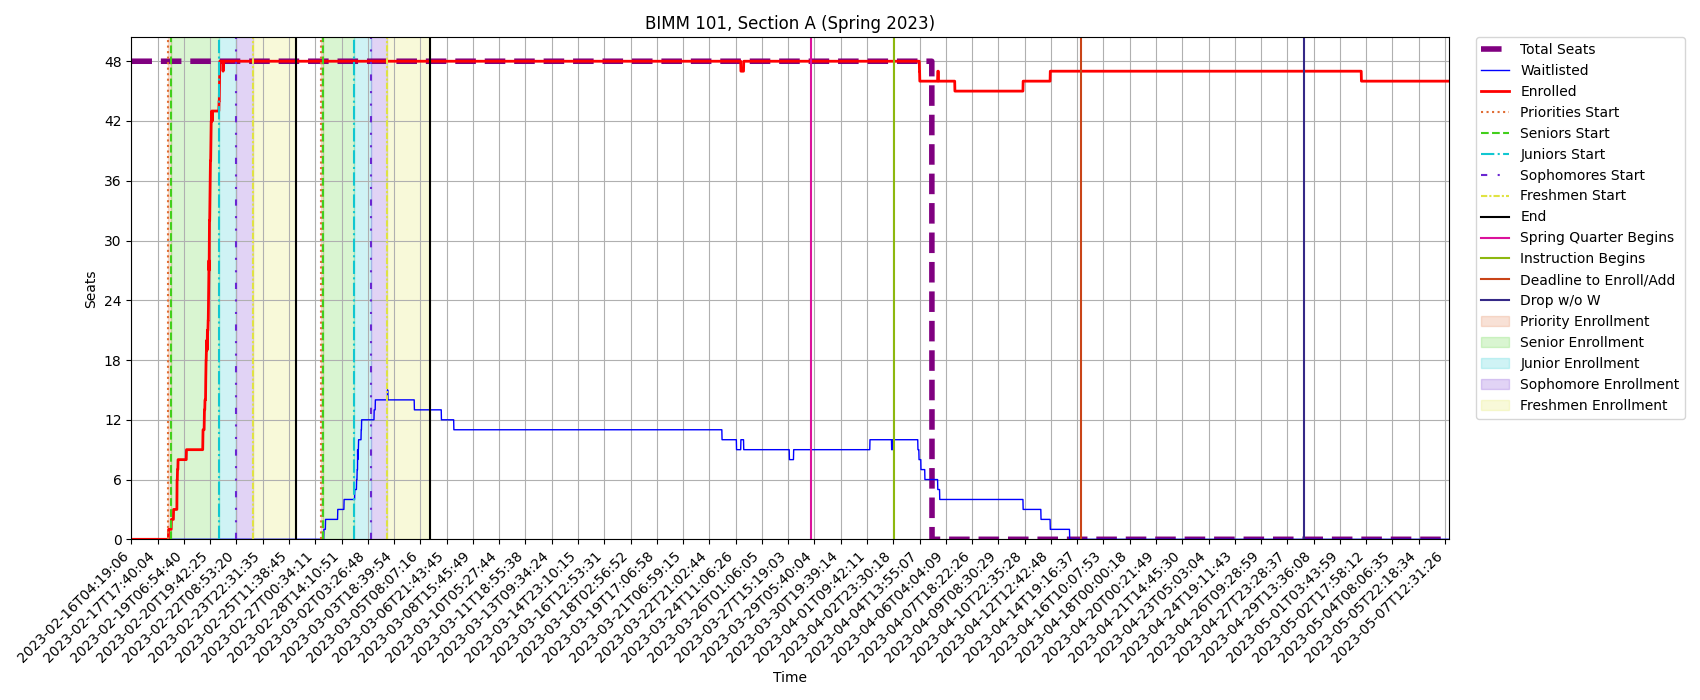 BIMM 101, Section A (Spring 2023)
Seats
48
42
36
30
24
18
12
6
0
2023-02-16T04:19:06
2023-02-17T17:40:04
2023-02-19T06:54:40
2023-02-20T19:42:25
2023-02-22T08:53:20
2023-02-23T22:31:35
2023-02-25T11:38:45
2023-02-27T00:34:11
2023-02-28T14:10:51
2023-03-02T03:26:48
2023-03-03T18:39:54
2023-03-05T08:07:16
2023-03-06T21:43:45
2023-03-08T15:45:49
2023-03-10T05:27:44
2023-03-11T18:55:38
2023-03-13T09:34:24
2023-03-14T23:10:15
2023-03-16T12:53:31
2023-03-18T02:56:52
2023-03-19T17:06:58
2023-03-21T06:59:15
2023-03-22T21:02:44
2023-03-24T11:06:26
2023-03-26T01:06:05
2023-03-27T15:19:03
2023-03-29T05:40:04
2023-03-30T19:39:14
2023-04-01T09:42:11
2023-04-02T23:30:18
2023-04-04T13:55:07
2023-04-06T04:04:09
2023-04-07T18:22:26
2023-04-09T08:30:29
2023-04-10T22:35:28
2023-04-12T12:42:48
2023-04-14T19:16:37
2023-04-16T10:07:53
2023-04-18T00:00:18
2023-04-20T00:21:49
2023-04-21T14:45:30
2023-04-23T05:03:04
2023-04-24T19:11:43
2023-04-26T09:28:59
2023-04-27T23:28:37
2023-04-29T13:36:08
2023-05-01T03:43:59
2023-05-02T17:58:12
2023-05-04T08:06:35
2023-05-05T22:18:34
2023-05-07T12:31:26
Time
Total Seats
Waitlisted
Enrolled
Priorities Start
Seniors Start
Juniors Start
Sophomores Start
Freshmen Start
End
Spring Quarter Begins
Instruction Begins
Deadline to Enroll/Add
Drop w/o W
Priority Enrollment
Senior Enrollment
Junior Enrollment
Sophomore Enrollment
Freshmen Enrollment